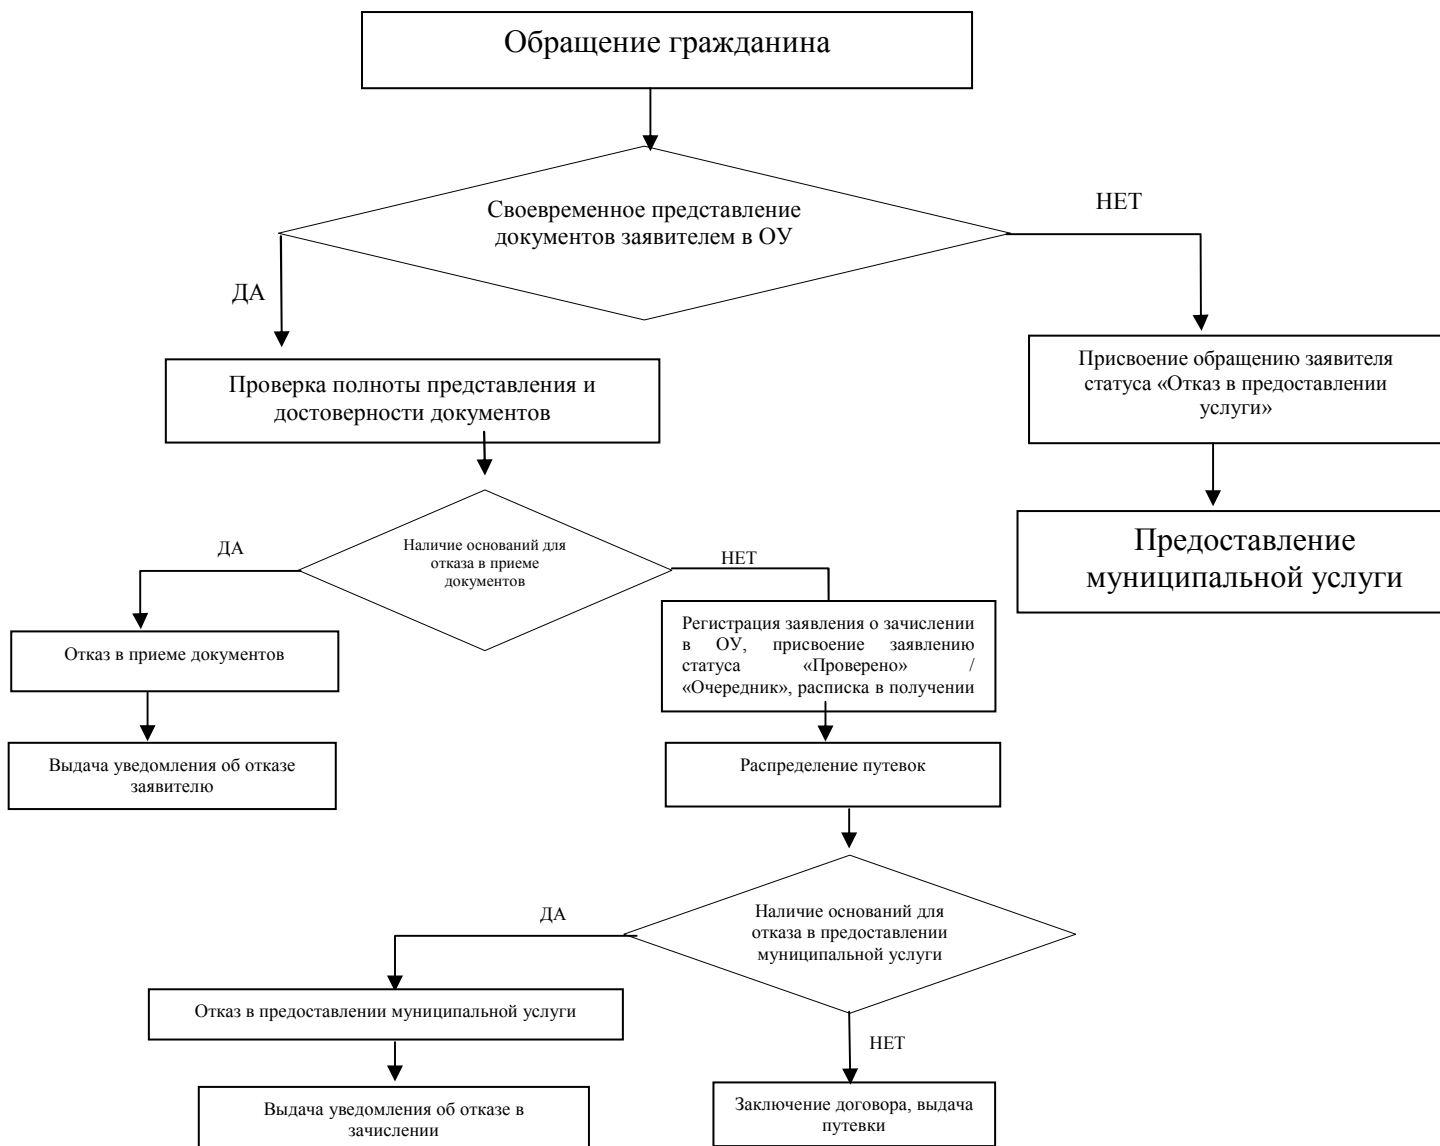 Обращение гражданина
Своевременное представление
документов заявителем в ОУ
НЕТ
ДА
Проверка полноты представления и
достоверности документов
Присвоение обращению заявителя
статуса «Отказ в предоставлении
услуги»
Предоставление
муниципальной услуги
ДА
Наличие оснований для
отказа в приеме
документов
НЕТ
Отказ в приеме документов
Регистрация заявления о зачислении
в ОУ, присвоение заявлению
статуса «Проверено» /
«Очередник», расписка в получении
Выдача уведомления об отказе
заявителю
Распределение путевок
ДА
Наличие оснований для
отказа в предоставлении
муниципальной услуги
Отказ в предоставлении муниципальной услуги
НЕТ
Выдача уведомления об отказе в
зачислении
Заключение договора, выдача
путевки